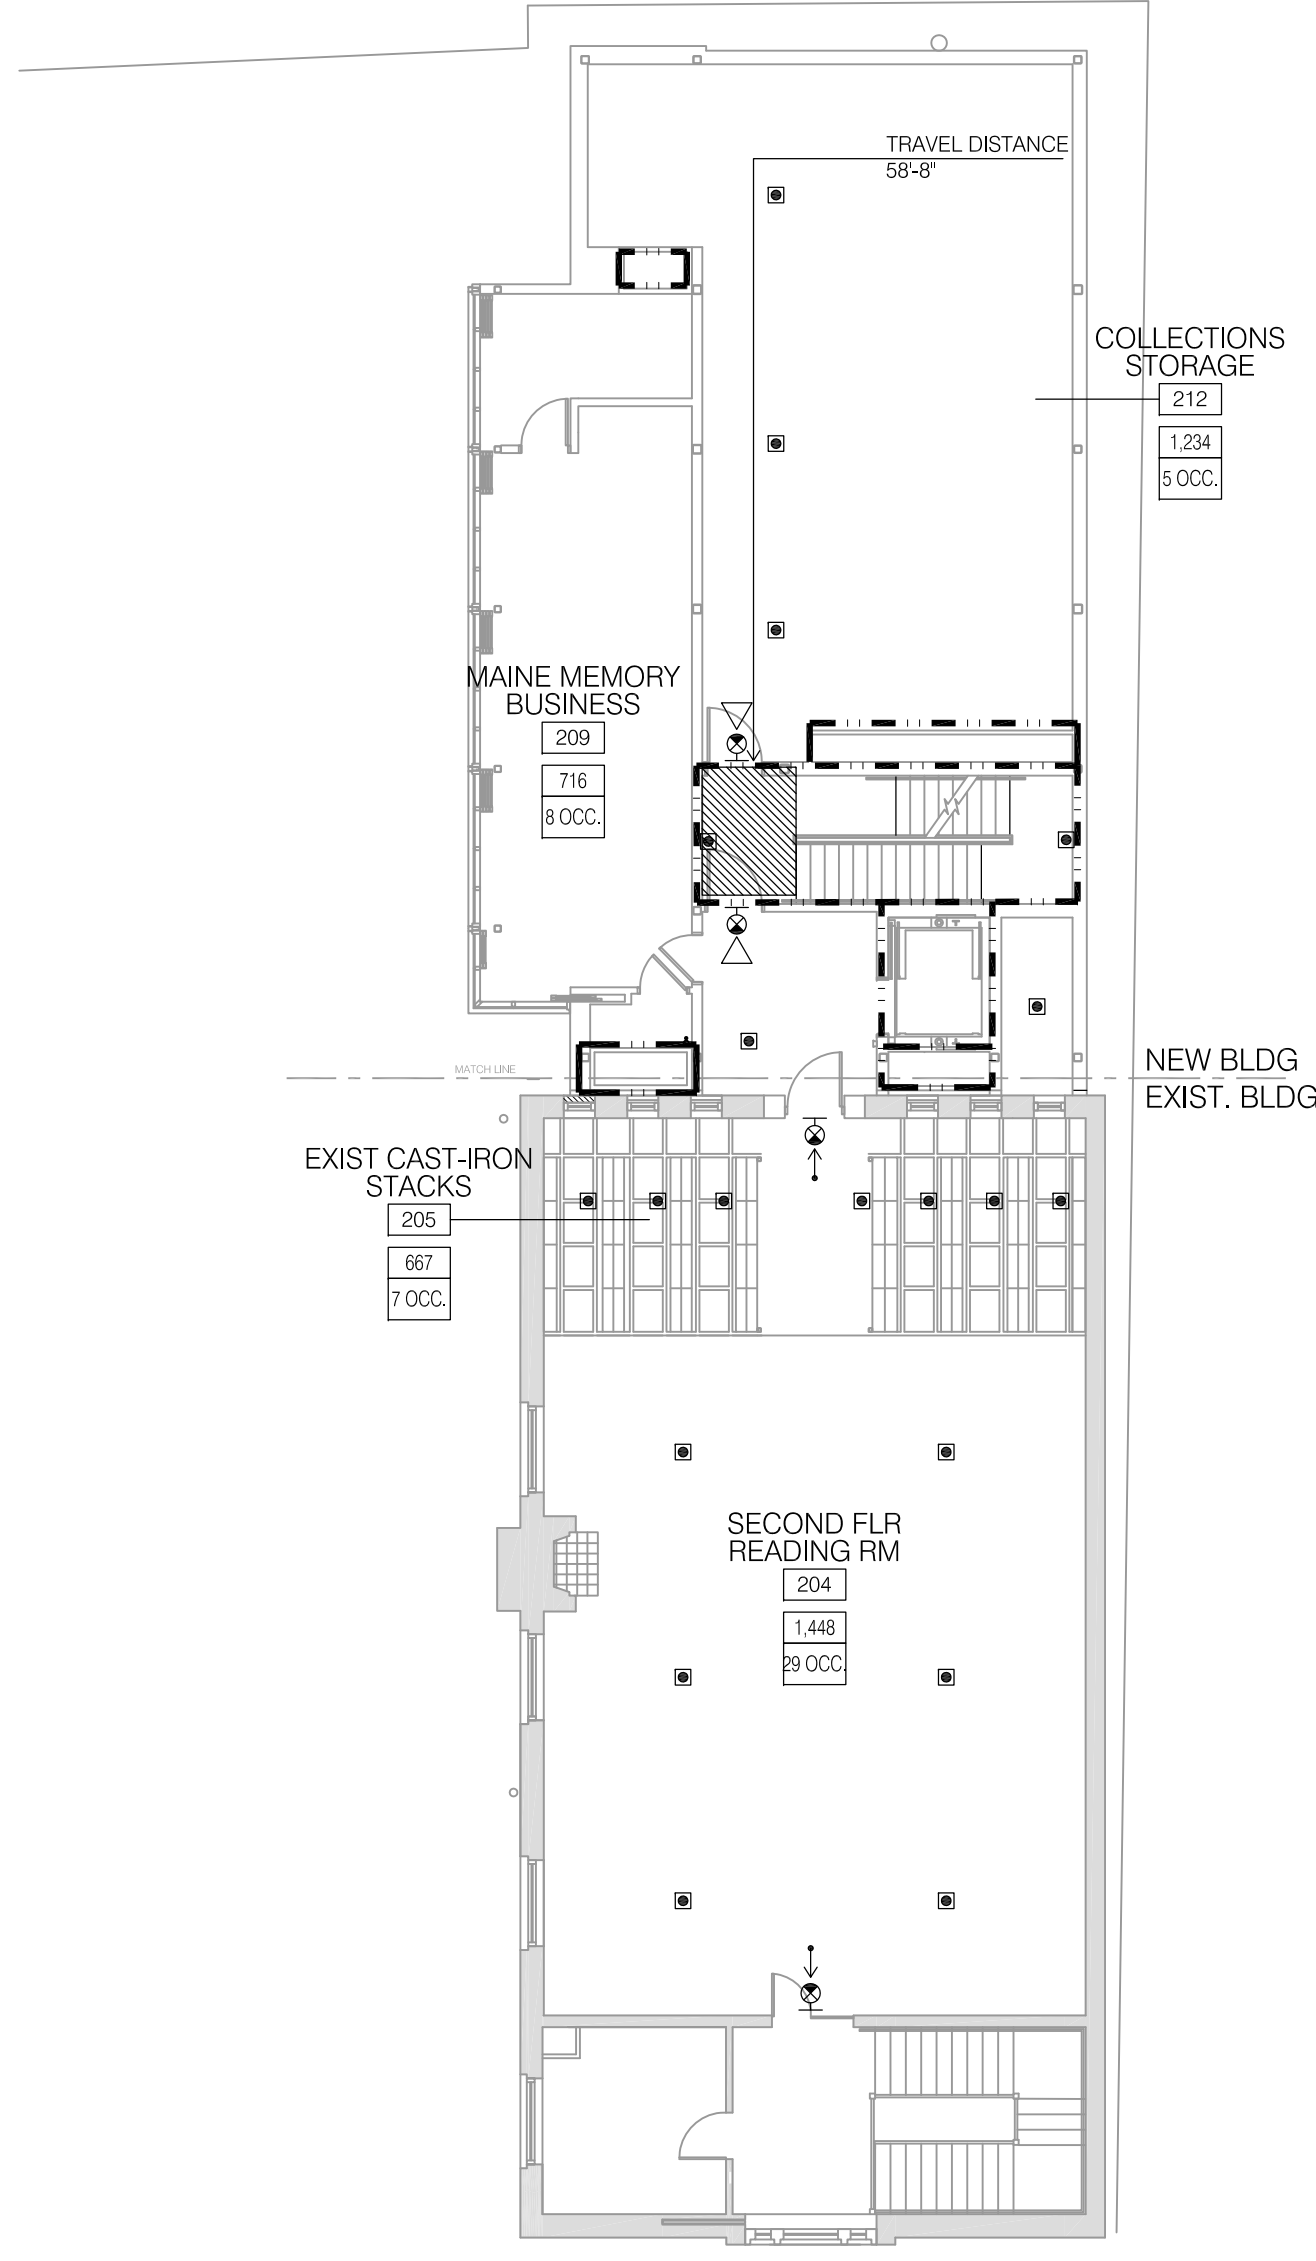 TRAVEL DISTANCE
58'-8"
COLLECTIONS
STORAGE
212
1,234
5 OCC.
MAINE MEMORY
BUSINESS
209
716
8 OCC.
MATCH LINE
NEW BLDG
EXIST. BLDG
EXIST CAST-IRON
STACKS
205
667
7 OCC.
SECOND FLR
READING RM
204
1,448
29 OCC.